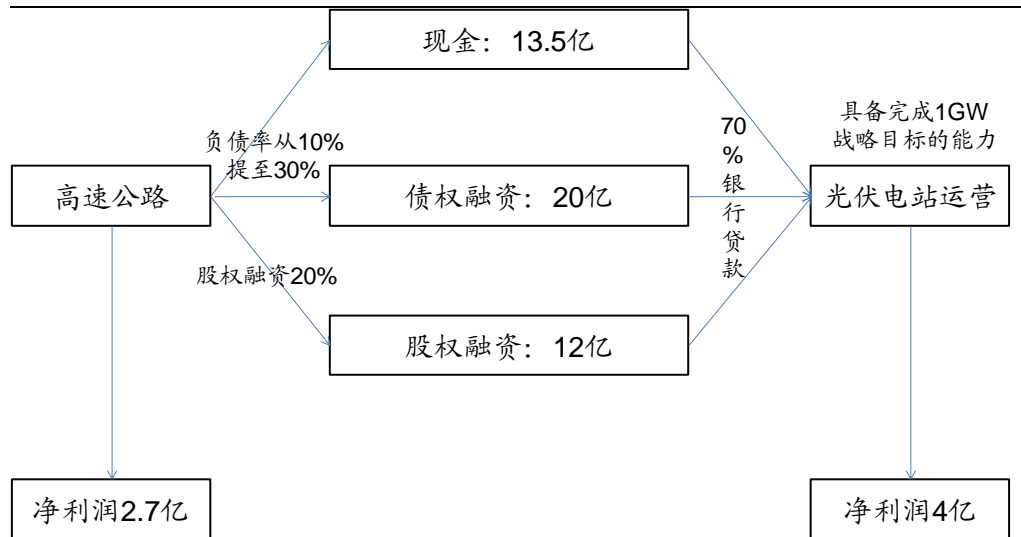 现金：13.5亿
具备完成1GW
战略目标的能力
负债率从10%
提至30%
70%银行贷款
高速公路
债权融资：20亿
光伏电站运营
股权融资20%
股权融资：12亿
净利润2.7亿
净利润4亿